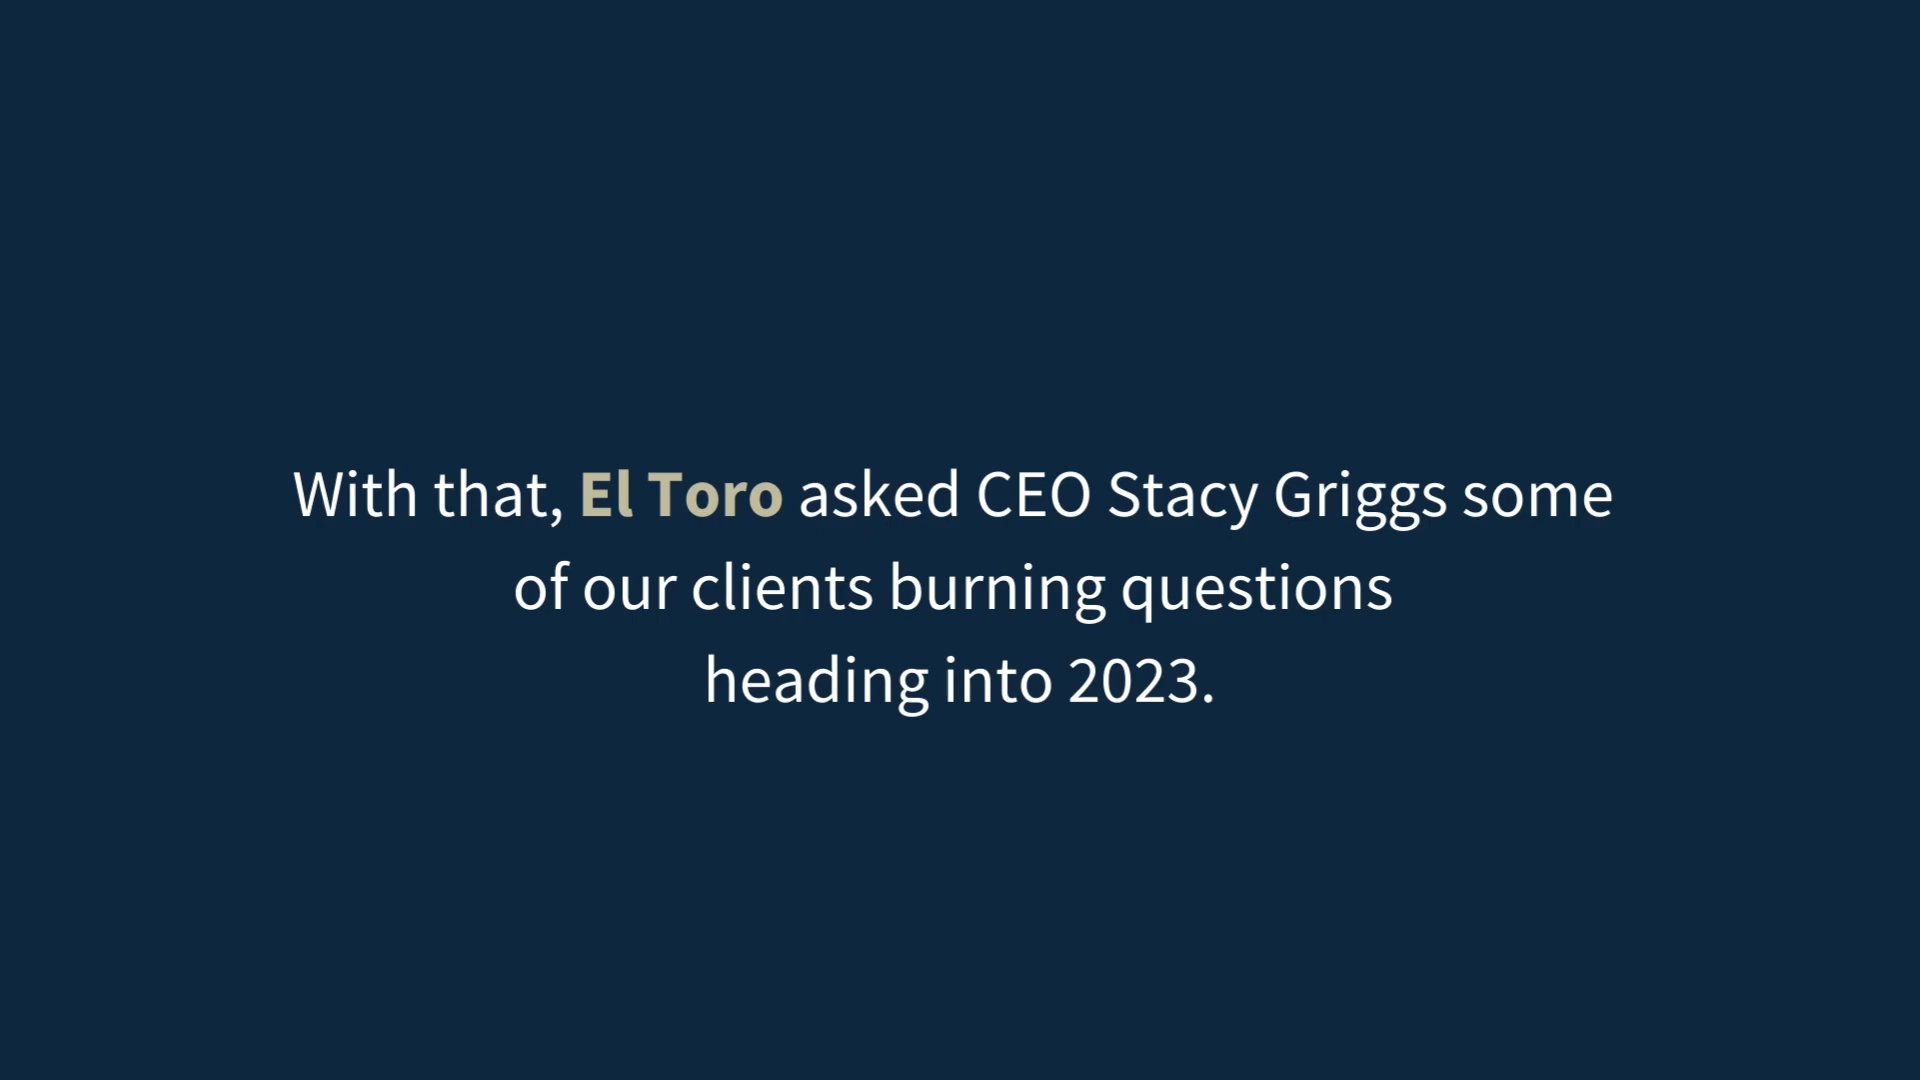 With that, El Toro asked CEO Stacy Griggs some
of our clients burning questions
heading into 2023.